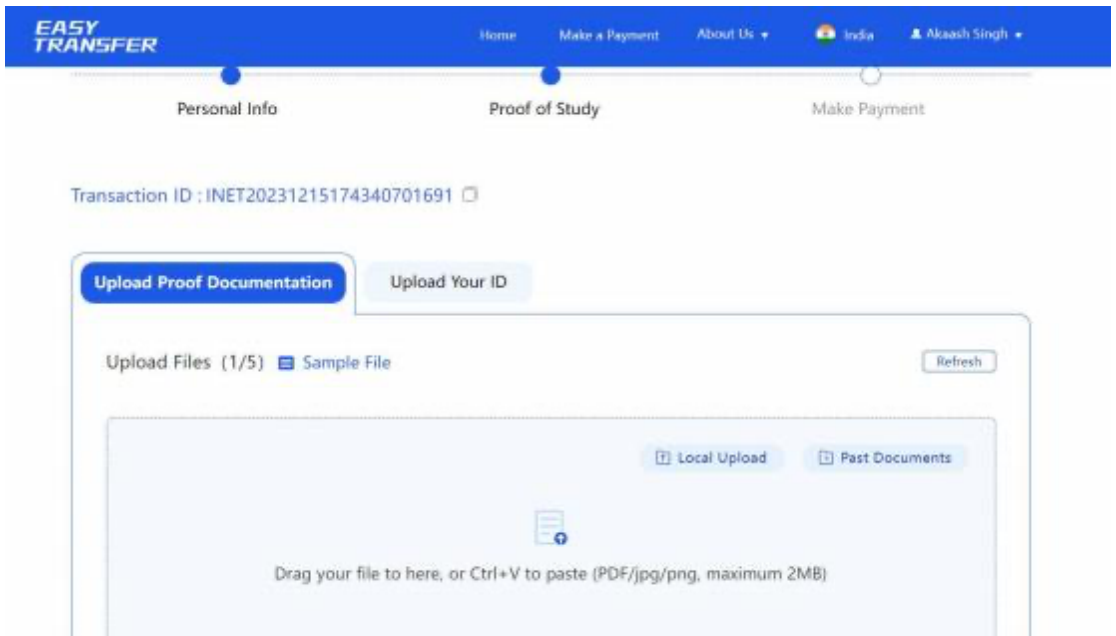 EASY
TRANSFER
Home Make a Payment About Us India Akaash Singh
Personal Info Proof of Study Make Payment
Transaction ID : INET20231215174340701691
Upload Proof Documentation Upload Your ID
Upload Files (1/5) Sample File Refresh
Local Upload Past Documents
Drag your file to here, or Ctrl+V to paste (PDF/jpg/png, maximum 2MB)